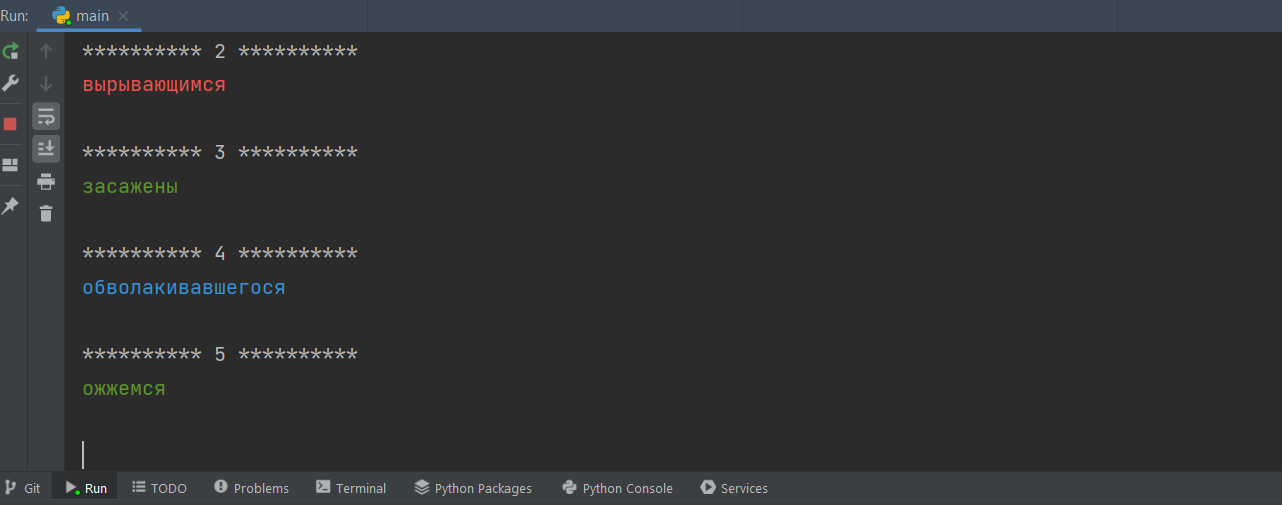 Run: main
********** 2 **********
вырывающимся
********** 3 **********
засажены
********** 4 **********
обволакивавшегося
********** 5 **********
ожжемся
Git Run TODO Problems Terminal Python Packages Python Console Services